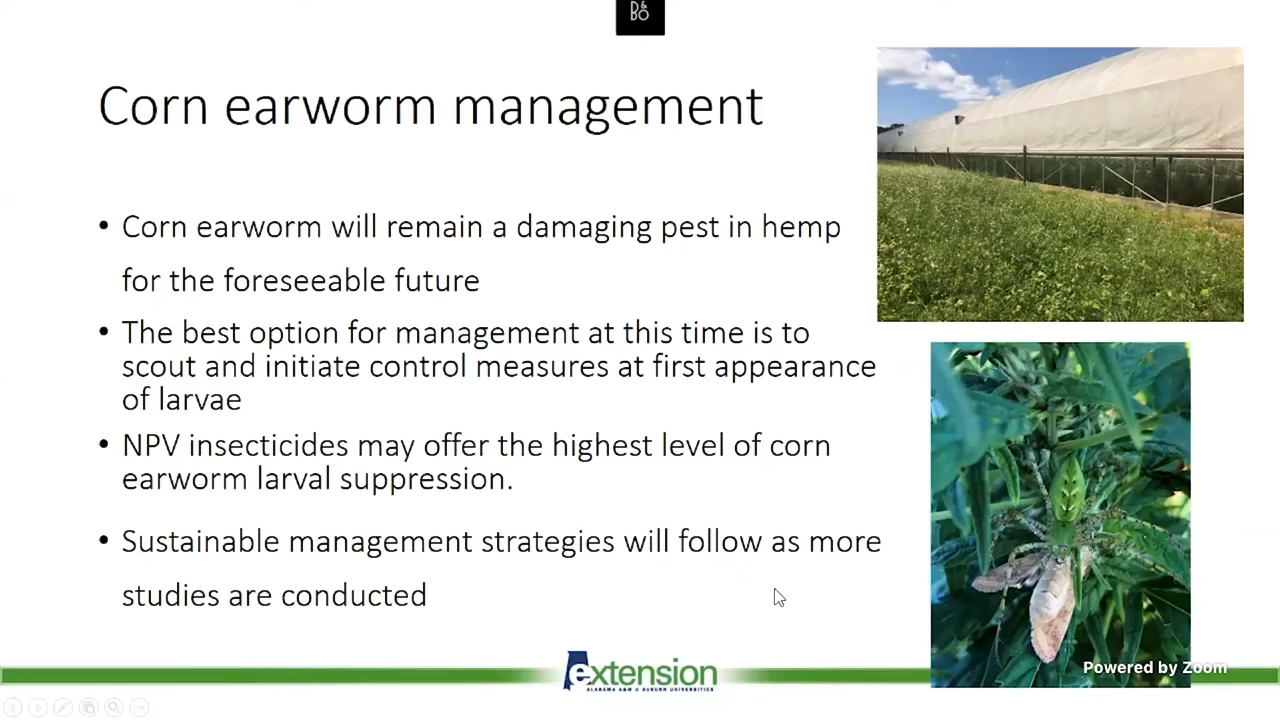 B&
O
Corn earworm management
• Corn earworm will remain a damaging pest in hemp
for the foreseeable future
• The best option for management at this time is to
scout and initiate control measures at first appearance
of larvae
• NPV insecticides may offer the highest level of corn
earworm larval suppression.
• Sustainable management strategies will follow as more
studies are conducted
Powered by Zoom
extension
ALABAMA A&M & AUBURN UNIVERSITIES